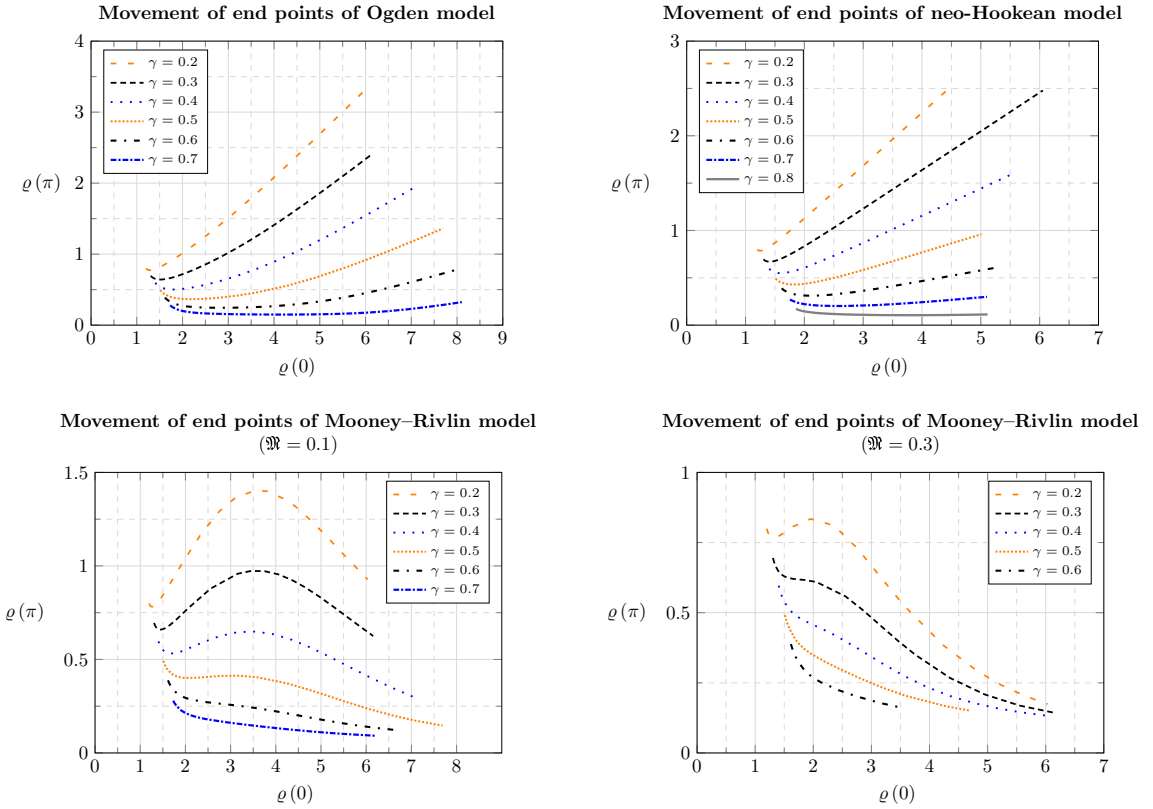 Movement of end points of Ogden model
4
3
2
1
0
ϱ (π)
γ = 0.2
γ = 0.3
γ = 0.4
γ = 0.5
γ = 0.6
γ = 0.7
0 1 2 3 4 5 6 7 8 9
ϱ (0)
Movement of end points of neo-Hookean model
3
2
1
0
ϱ (π)
γ = 0.2
γ = 0.3
γ = 0.4
γ = 0.5
γ = 0.6
γ = 0.7
γ = 0.8
0 1 2 3 4 5 6 7
ϱ (0)
Movement of end points of Mooney–Rivlin model
(𝔐 = 0.1)
1.5
1
0.5
0
ϱ (π)
γ = 0.2
γ = 0.3
γ = 0.4
γ = 0.5
γ = 0.6
γ = 0.7
0 1 2 3 4 5 6 7 8
ϱ (0)
Movement of end points of Mooney–Rivlin model
(𝔐 = 0.3)
1
0.5
0
ϱ (π)
γ = 0.2
γ = 0.3
γ = 0.4
γ = 0.5
γ = 0.6
0 1 2 3 4 5 6 7
ϱ (0)